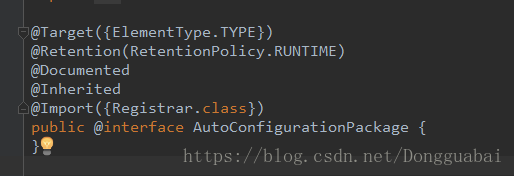 @Target({ElementType.TYPE})
@Retention(RetentionPolicy.RUNTIME)
@Documented
@Inherited
@Import({Registrar.class})
public @interface AutoConfigurationPackage {
}
https://blog.csdn.net/Dongguabai